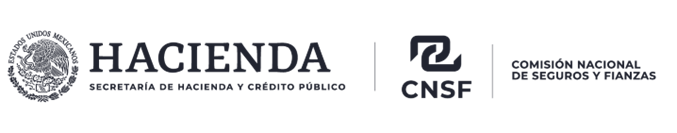 ESTADOS UNIDOS MEXICANOS
HACIENDA
SECRETARÍA DE HACIENDA Y CRÉDITO PÚBLICO
CNSF
COMISIÓN NACIONAL
DE SEGUROS Y FIANZAS